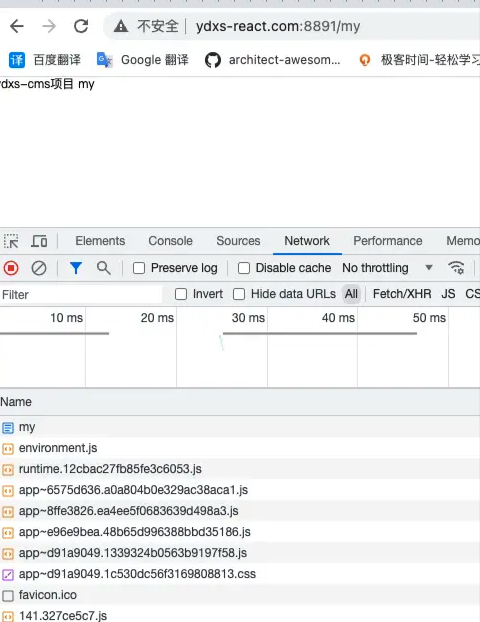 不安全 ydxs-react.com:8891/my
百度翻译 Google 翻译 architect-awesom... 极客时间-轻松学习
ydxs-cms项目 my
Elements Console Sources Network Performance Memo
Preserve log Disable cache No throttling
Filter Invert Hide data URLs All Fetch/XHR JS CS
10 ms 20 ms 30 ms 40 ms 50 ms
Name
my
environment.js
runtime.12cbac27fb85fe3c6053.js
app~6575d636.a0a804b0e329ac38aca1.js
app~8ffe3826.ea4ee5f0683639d498a3.js
app~e96e9bea.48b65d996388bbd35186.js
app~d91a9049.1339324b0563b9197f58.js
app~d91a9049.1c530dc56f3169808813.css
favicon.ico
141.327ce5c7.js